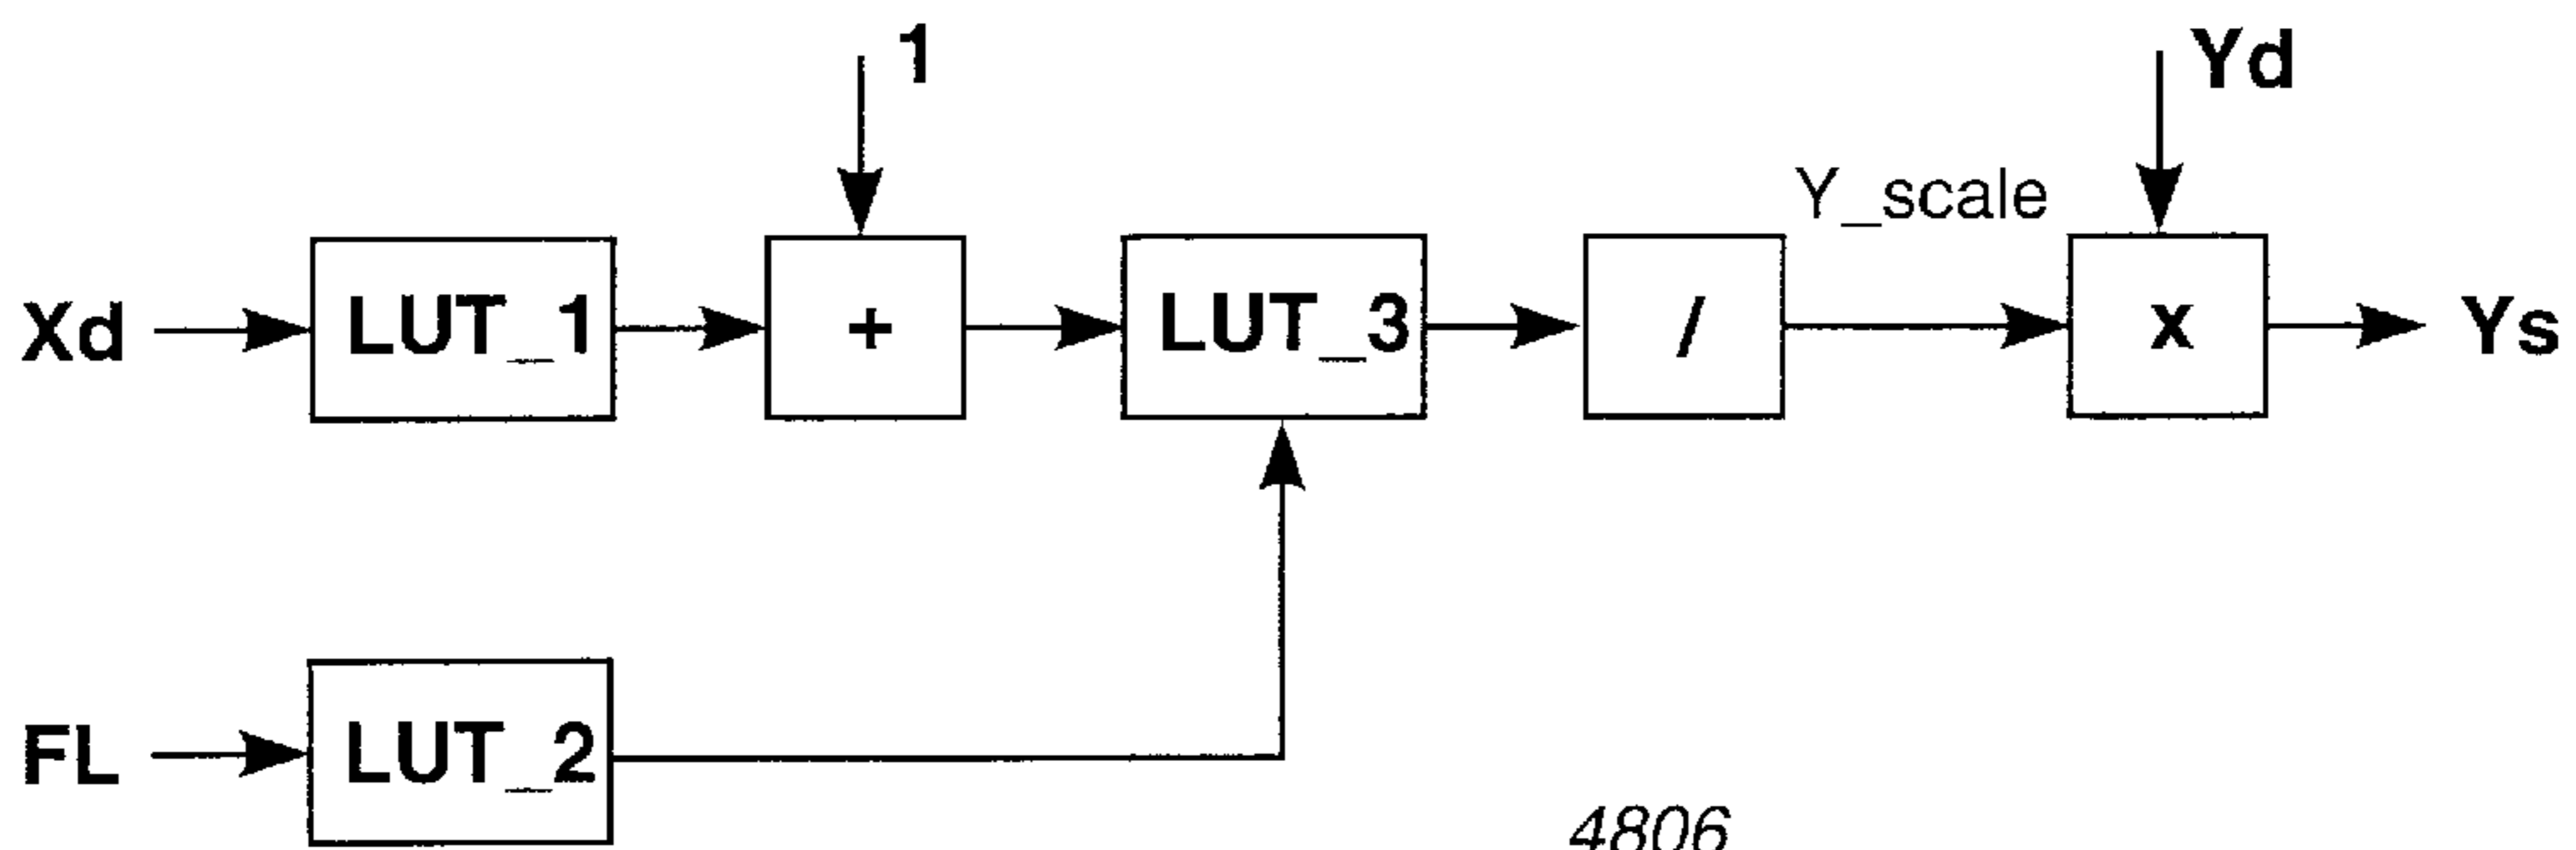 1
Yd
Y_scale
Xd
LUT_1
+
LUT_3
/
x
Ys
FL
LUT_2
4806